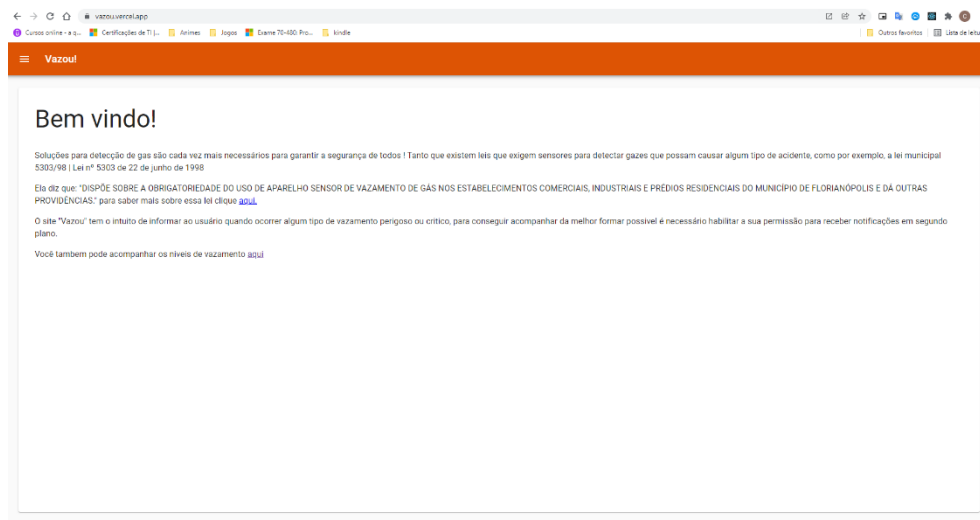 vazou.vercel.app
Cursos online - a q... Certificações de TI |... Animes Jogos Exame 70-480: Pro... kindle Outros favoritos Lista de leitu
Vazou!
Bem vindo!
Soluções para detecção de gas são cada vez mais necessários para garantir a segurança de todos ! Tanto que existem leis que exigem sensores para detectar gazes que possam causar algum tipo de acidente, como por exemplo, a lei municipal
5303/98 | Lei nº 5303 de 22 de junho de 1998
Ela diz que: "DISPÕE SOBRE A OBRIGATORIEDADE DO USO DE APARELHO SENSOR DE VAZAMENTO DE GÁS NOS ESTABELECIMENTOS COMERCIAIS, INDUSTRIAIS E PRÉDIOS RESIDENCIAIS DO MUNICÍPIO DE FLORIANÓPOLIS E DÁ OUTRAS
PROVIDÊNCIAS." para saber mais sobre essa lei clique aqui.
O site "Vazou" tem o intuito de informar ao usuário quando ocorrer algum tipo de vazamento perigoso ou critico, para conseguir acompanhar da melhor formar possivel é necessário habilitar a sua permissão para receber notificações em segundo
plano.
Você tambem pode acompanhar os niveis de vazamento aqui